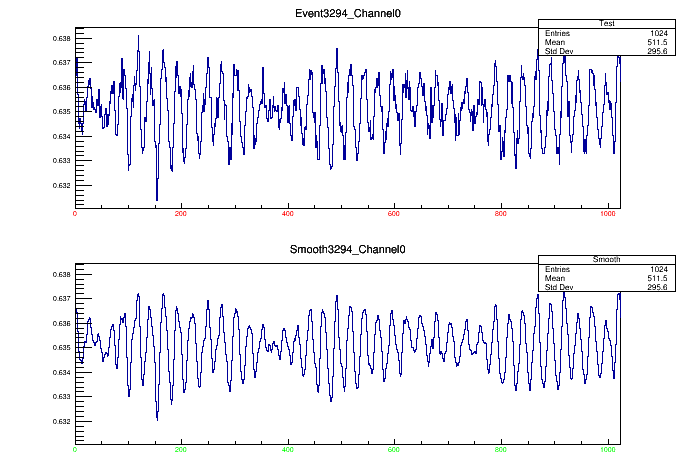 Event3294_Channel0
Test
Entries 1024
Mean 511.5
Std Dev 295.6
0.638
0.637
0.636
0.635
0.634
0.633
0.632
0 200 400 600 800 1000
Smooth3294_Channel0
Smooth
Entries 1024
Mean 511.5
Std Dev 295.6
0.638
0.637
0.636
0.635
0.634
0.633
0.632
0 200 400 600 800 1000